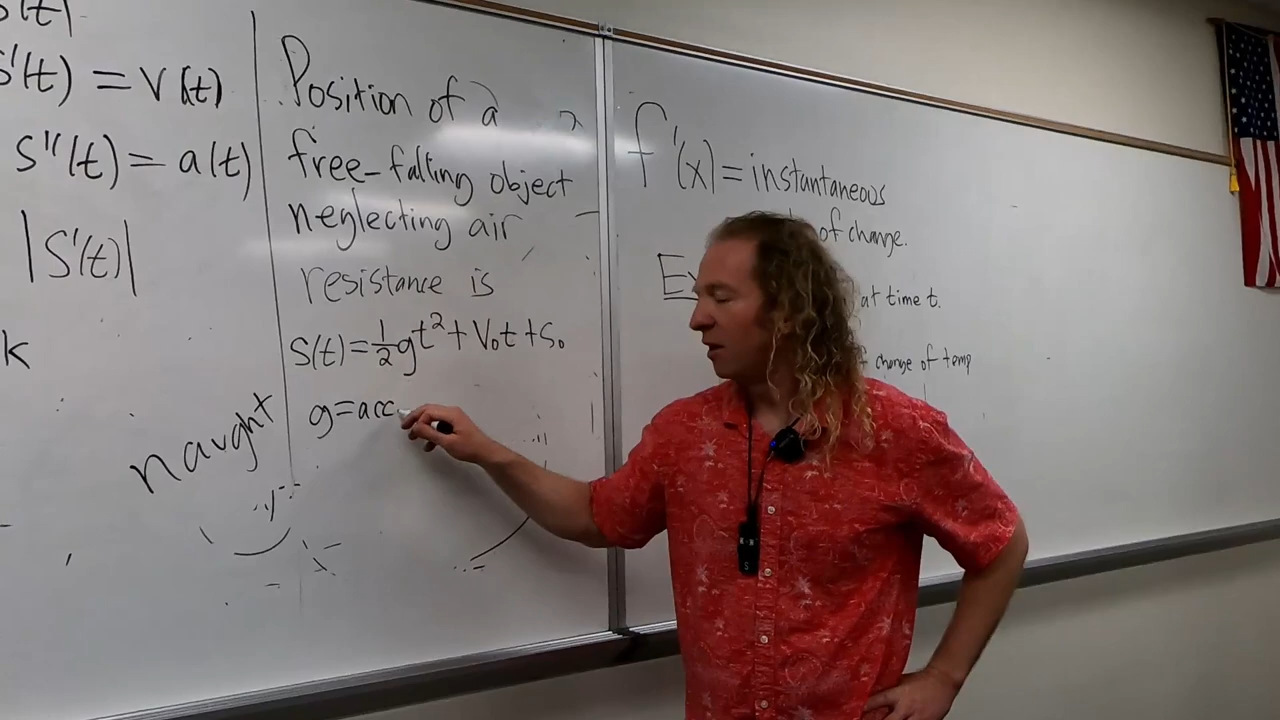 S(t)
S'(t) = V(t)
S''(t) = a(t)
|S'(t)|
k
naught
Position of a
free-falling object
neglecting air
resistance is
S(t) = 1/2 gt² + V₀t + S₀
g = acc
f'(x) = instantaneous
of change.
Ex
at time t.
change of temp